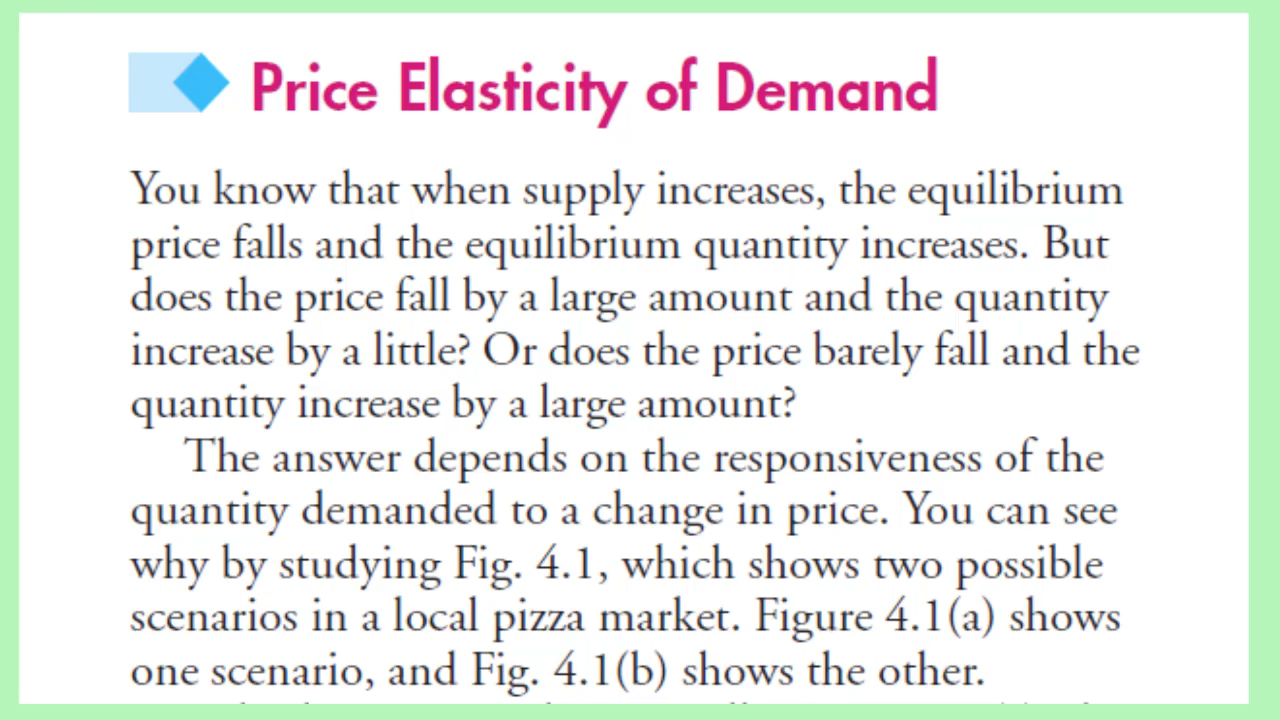 Price Elasticity of Demand
You know that when supply increases, the equilibrium
price falls and the equilibrium quantity increases. But
does the price fall by a large amount and the quantity
increase by a little? Or does the price barely fall and the
quantity increase by a large amount?
The answer depends on the responsiveness of the
quantity demanded to a change in price. You can see
why by studying Fig. 4.1, which shows two possible
scenarios in a local pizza market. Figure 4.1(a) shows
one scenario, and Fig. 4.1(b) shows the other.